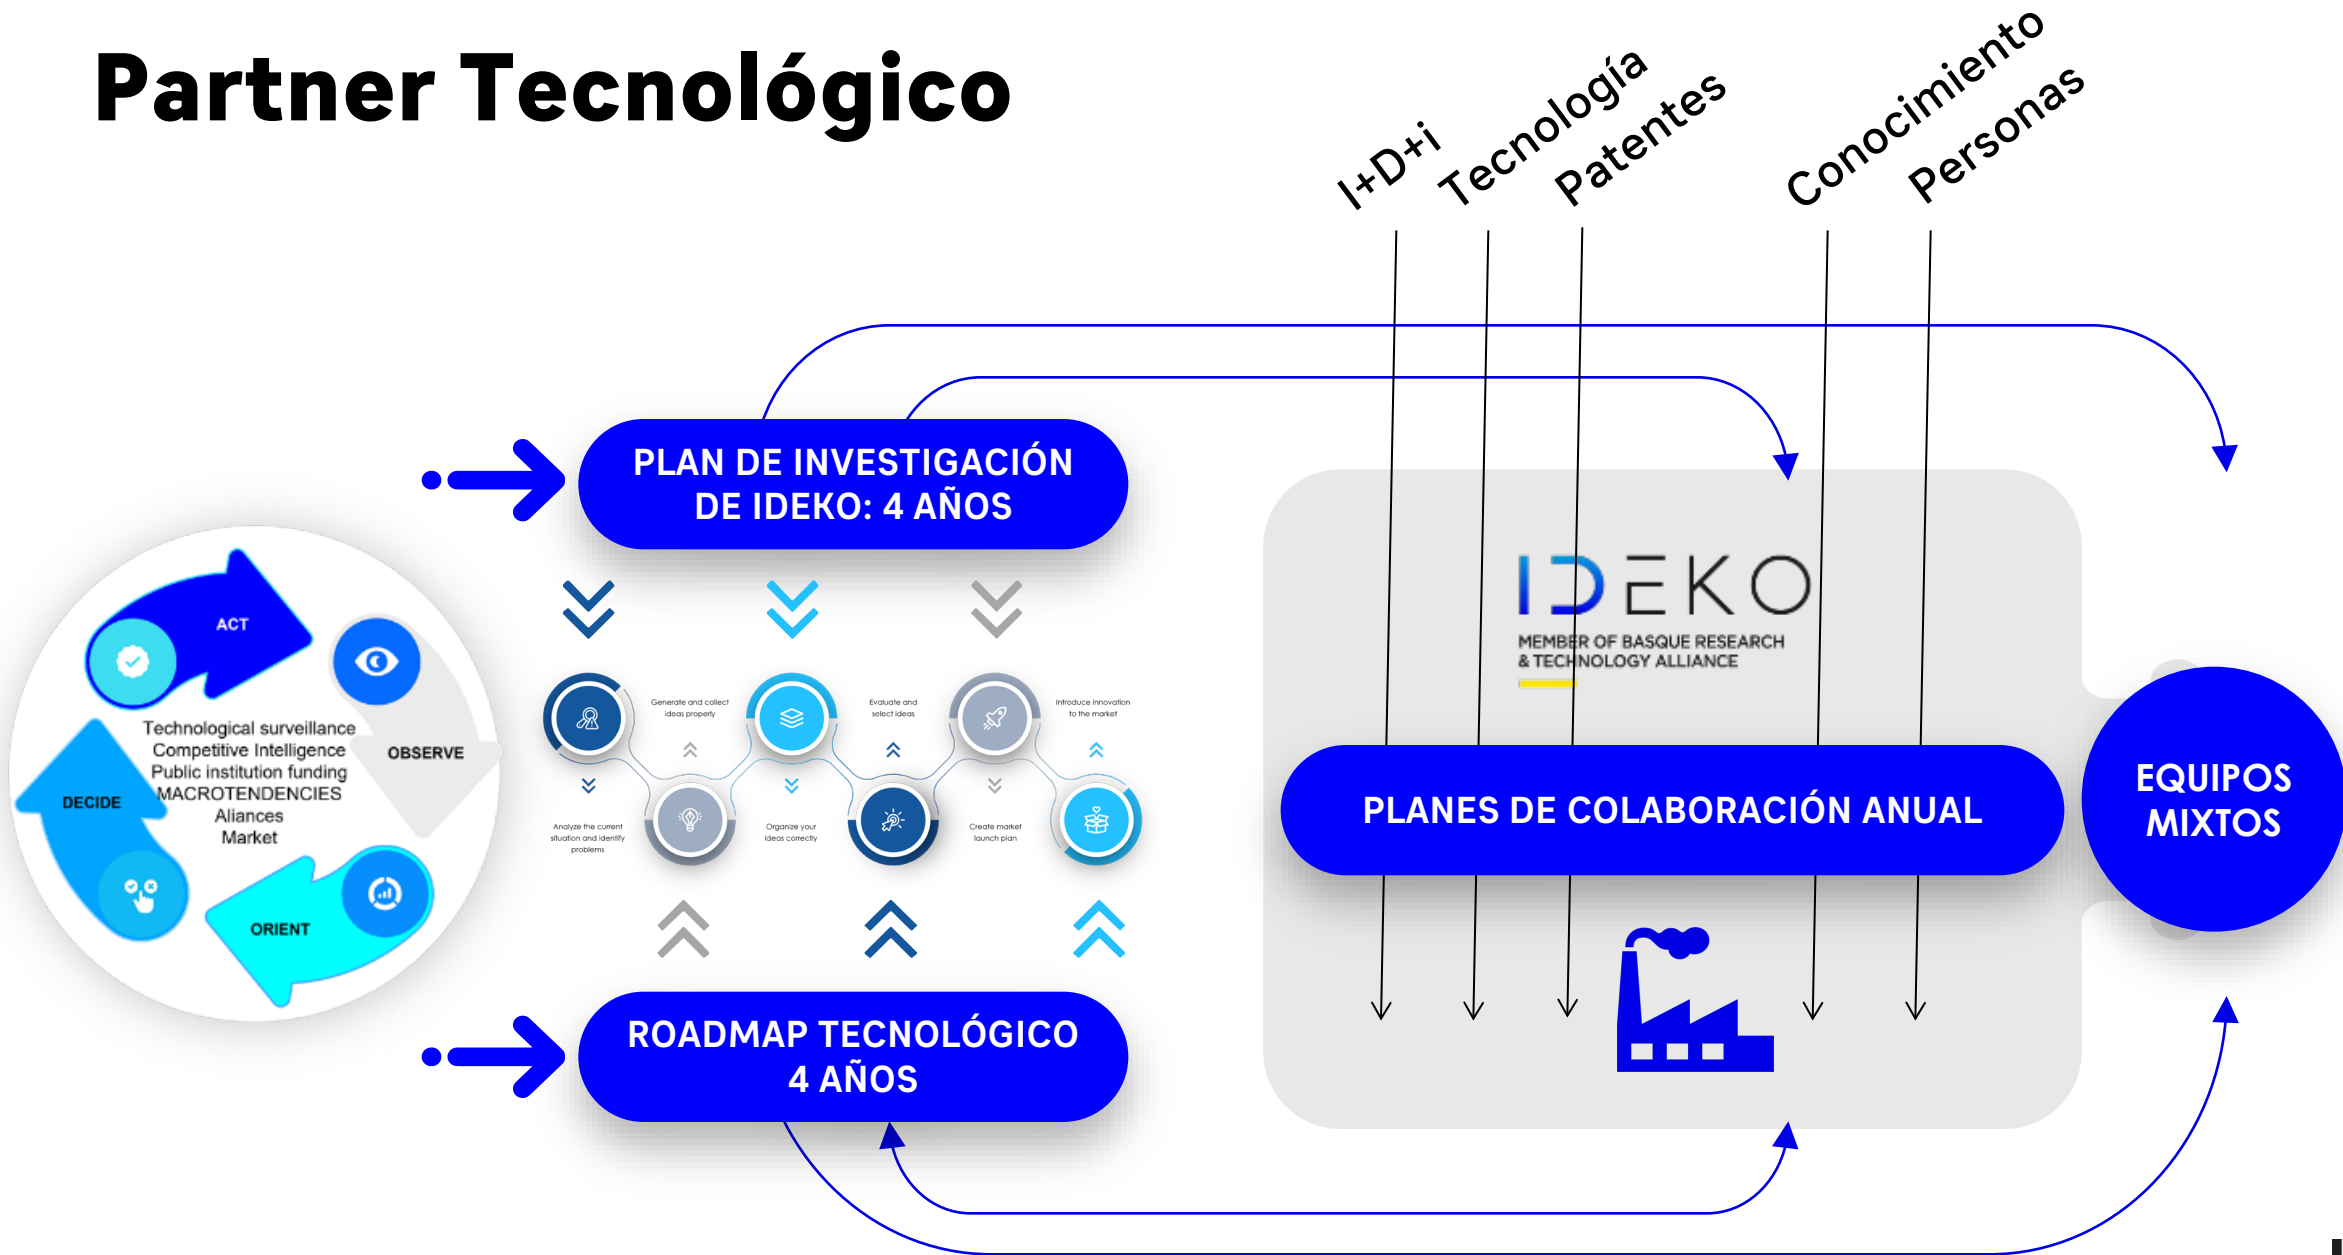 Partner Tecnológico
I+D+i
Tecnología
Patentes
Conocimiento
Personas
PLAN DE INVESTIGACIÓN
DE IDEKO: 4 AÑOS
ACT
OBSERVE
DECIDE
ORIENT
Technological surveillance
Competitive Intelligence
Public institution funding
MACROTENDENCIES
Aliances
Market
Generate and collect
ideas properly
Evaluate and
select ideas
Introduce innovation
to the market
Analyze the current
situation and identify
problems
Organize your
ideas correctly
Create market
launch plan
ROADMAP TECNOLÓGICO
4 AÑOS
IDEKO
MEMBER OF BASQUE RESEARCH
& TECHNOLOGY ALLIANCE
PLANES DE COLABORACIÓN ANUAL
EQUIPOS
MIXTOS